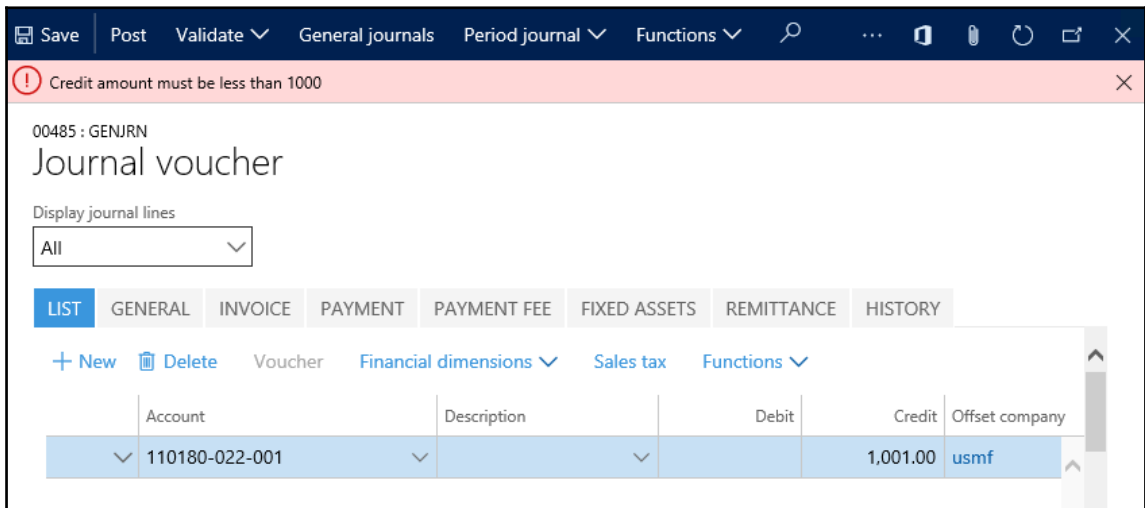 Save Post Validate General journals Period journal Functions ...
Credit amount must be less than 1000
00485 : GENJRN
Journal voucher
Display journal lines
All
LIST GENERAL INVOICE PAYMENT PAYMENT FEE FIXED ASSETS REMITTANCE HISTORY
+ New Delete Voucher Financial dimensions Sales tax Functions
Account Description Debit Credit Offset company
110180-022-001 1,001.00 usmf